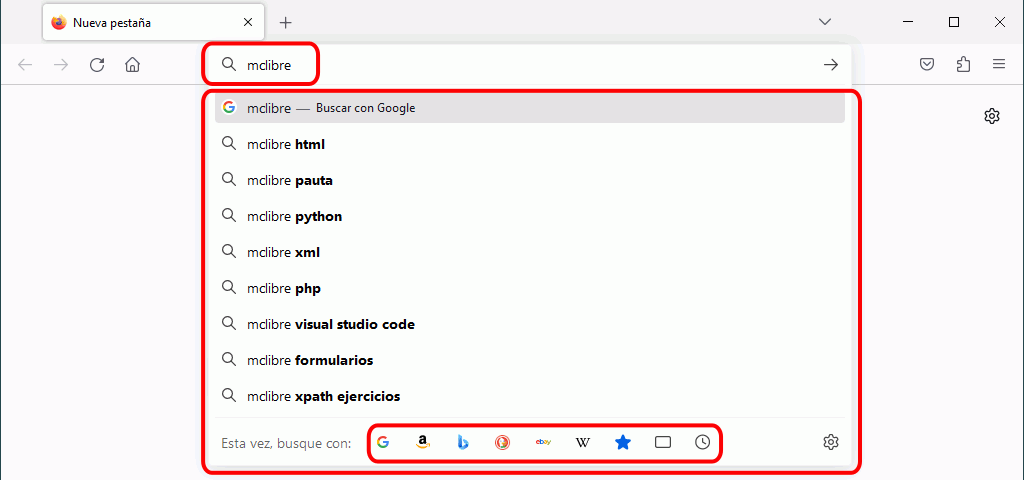 Nueva pestaña
mclibre
mclibre — Buscar con Google
mclibre html
mclibre pauta
mclibre python
mclibre xml
mclibre php
mclibre visual studio code
mclibre formularios
mclibre xpath ejercicios
Esta vez, busque con: G a b ebay W